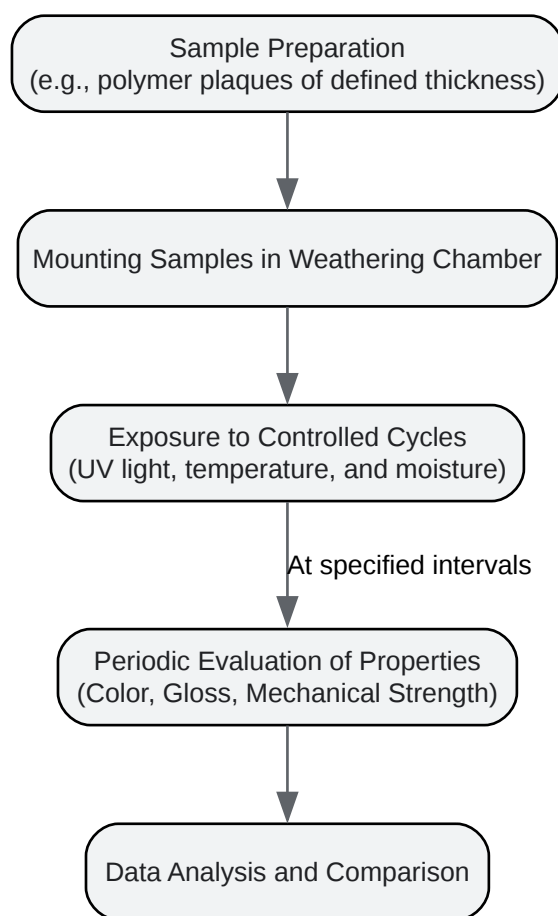 Sample Preparation
(e.g., polymer plaques of defined thickness)
Mounting Samples in Weathering Chamber
Exposure to Controlled Cycles
(UV light, temperature, and moisture)
At specified intervals
Periodic Evaluation of Properties
(Color, Gloss, Mechanical Strength)
Data Analysis and Comparison